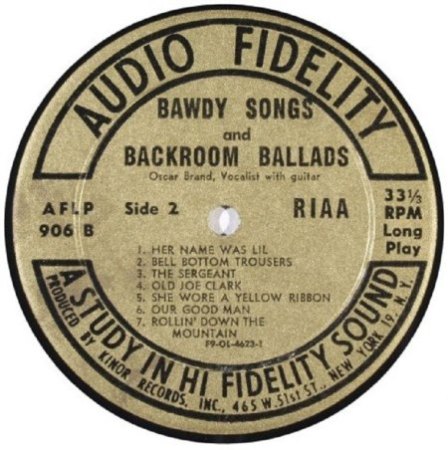 AUDIO FIDELITY
BAWDY SONGS
and
BACKROOM BALLADS
Oscar Brand, Vocalist with guitar
AFLP
906 B
Side 2
RIAA
33⅓
RPM
Long
Play
1. HER NAME WAS LIL
2. BELL BOTTOM TROUSERS
3. THE SERGEANT
4. OLD JOE CLARK
5. SHE WORE A YELLOW RIBBON
6. OUR GOOD MAN
7. ROLLIN' DOWN THE
MOUNTAIN
F9-OL-4623-1
A STUDY IN HI FIDELITY SOUND
PRODUCED BY KINOR RECORDS, INC., 465 W. 51st ST., NEW YORK 19, N. Y.